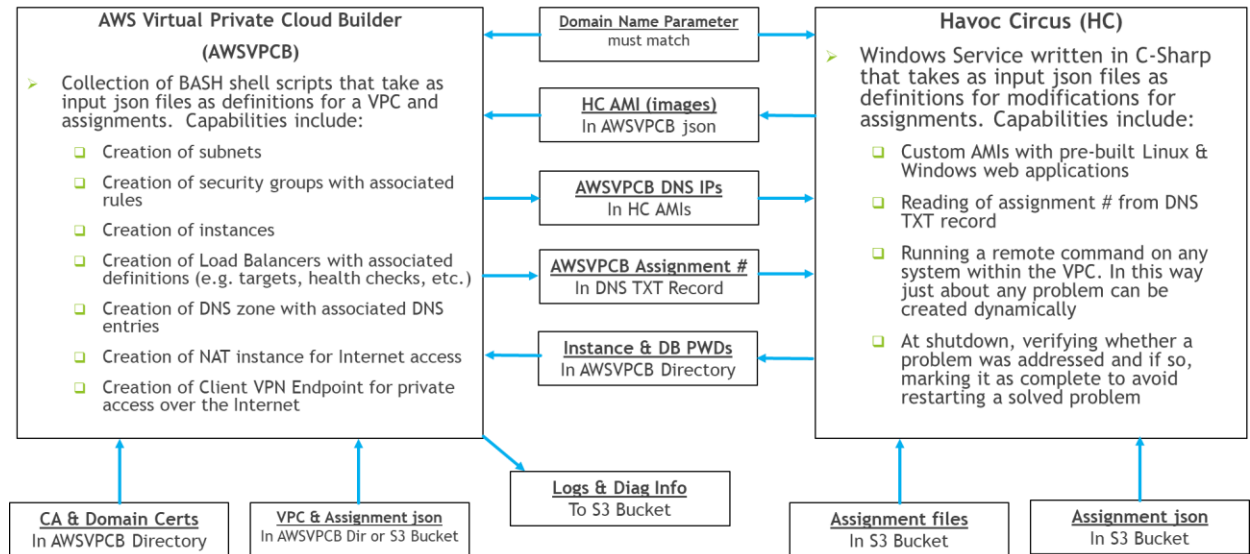 AWS Virtual Private Cloud Builder
(AWSVPCB)
Collection of BASH shell scripts that take as
input json files as definitions for a VPC and
assignments. Capabilities include:
Creation of subnets
Creation of security groups with associated
rules
Creation of instances
Creation of Load Balancers with associated
definitions (e.g. targets, health checks, etc.)
Creation of DNS zone with associated DNS
entries
Creation of NAT instance for Internet access
Creation of Client VPN Endpoint for private
access over the Internet
Domain Name Parameter
must match
HC AMI (images)
In AWSVPCB json
AWSVPCB DNS IPs
In HC AMIs
AWSVPCB Assignment #
In DNS TXT Record
Instance & DB PWDs
In AWSVPCB Directory
Havoc Circus (HC)
Windows Service written in C-Sharp
that takes as input json files as
definitions for modifications for
assignments. Capabilities include:
Custom AMIs with pre-built Linux &
Windows web applications
Reading of assignment # from DNS
TXT record
Running a remote command on any
system within the VPC. In this way
just about any problem can be
created dynamically
At shutdown, verifying whether a
problem was addressed and if so,
marking it as complete to avoid
restarting a solved problem
CA & Domain Certs
In AWSVPCB Directory
VPC & Assignment json
In AWSVPCB Dir or S3 Bucket
Logs & Diag Info
To S3 Bucket
Assignment files
In S3 Bucket
Assignment json
In S3 Bucket